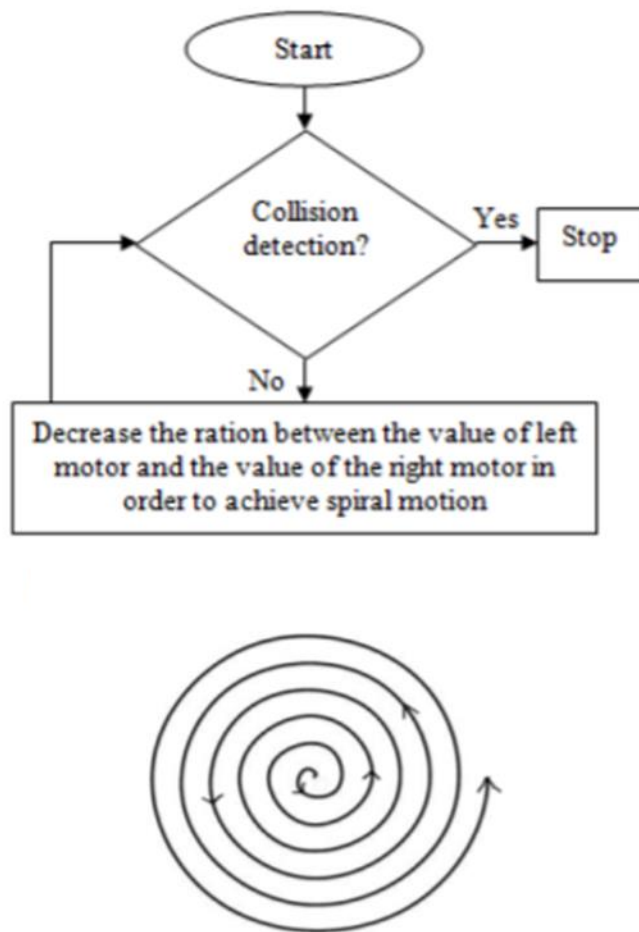 Start
Collision
detection?
Yes
Stop
No
Decrease the ration between the value of left
motor and the value of the right motor in
order to achieve spiral motion